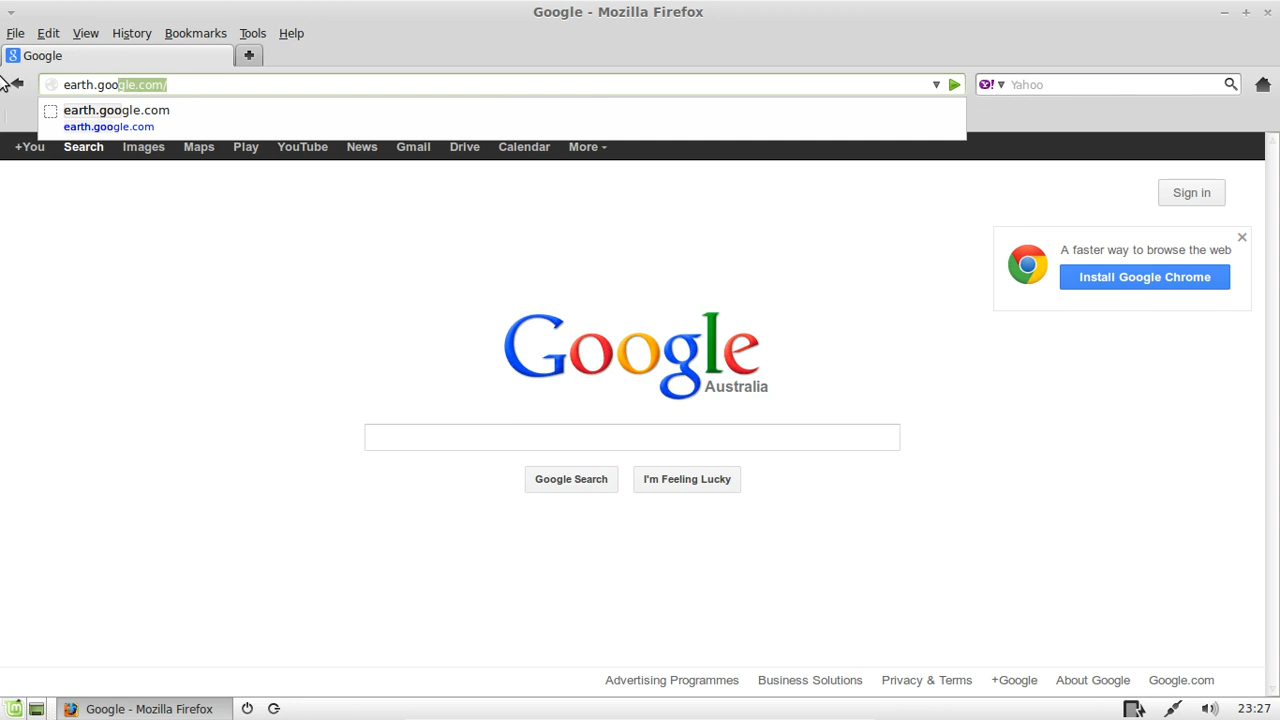 Google - Mozilla Firefox
File Edit View History Bookmarks Tools Help
Google
earth.google.com/
Yahoo
earth.google.com
earth.google.com
+You Search Images Maps Play YouTube News Gmail Drive Calendar More
Sign in
A faster way to browse the web
Install Google Chrome
Google
Australia
Google Search I'm Feeling Lucky
Advertising Programmes Business Solutions Privacy & Terms +Google About Google Google.com
Google - Mozilla Firefox 23:27